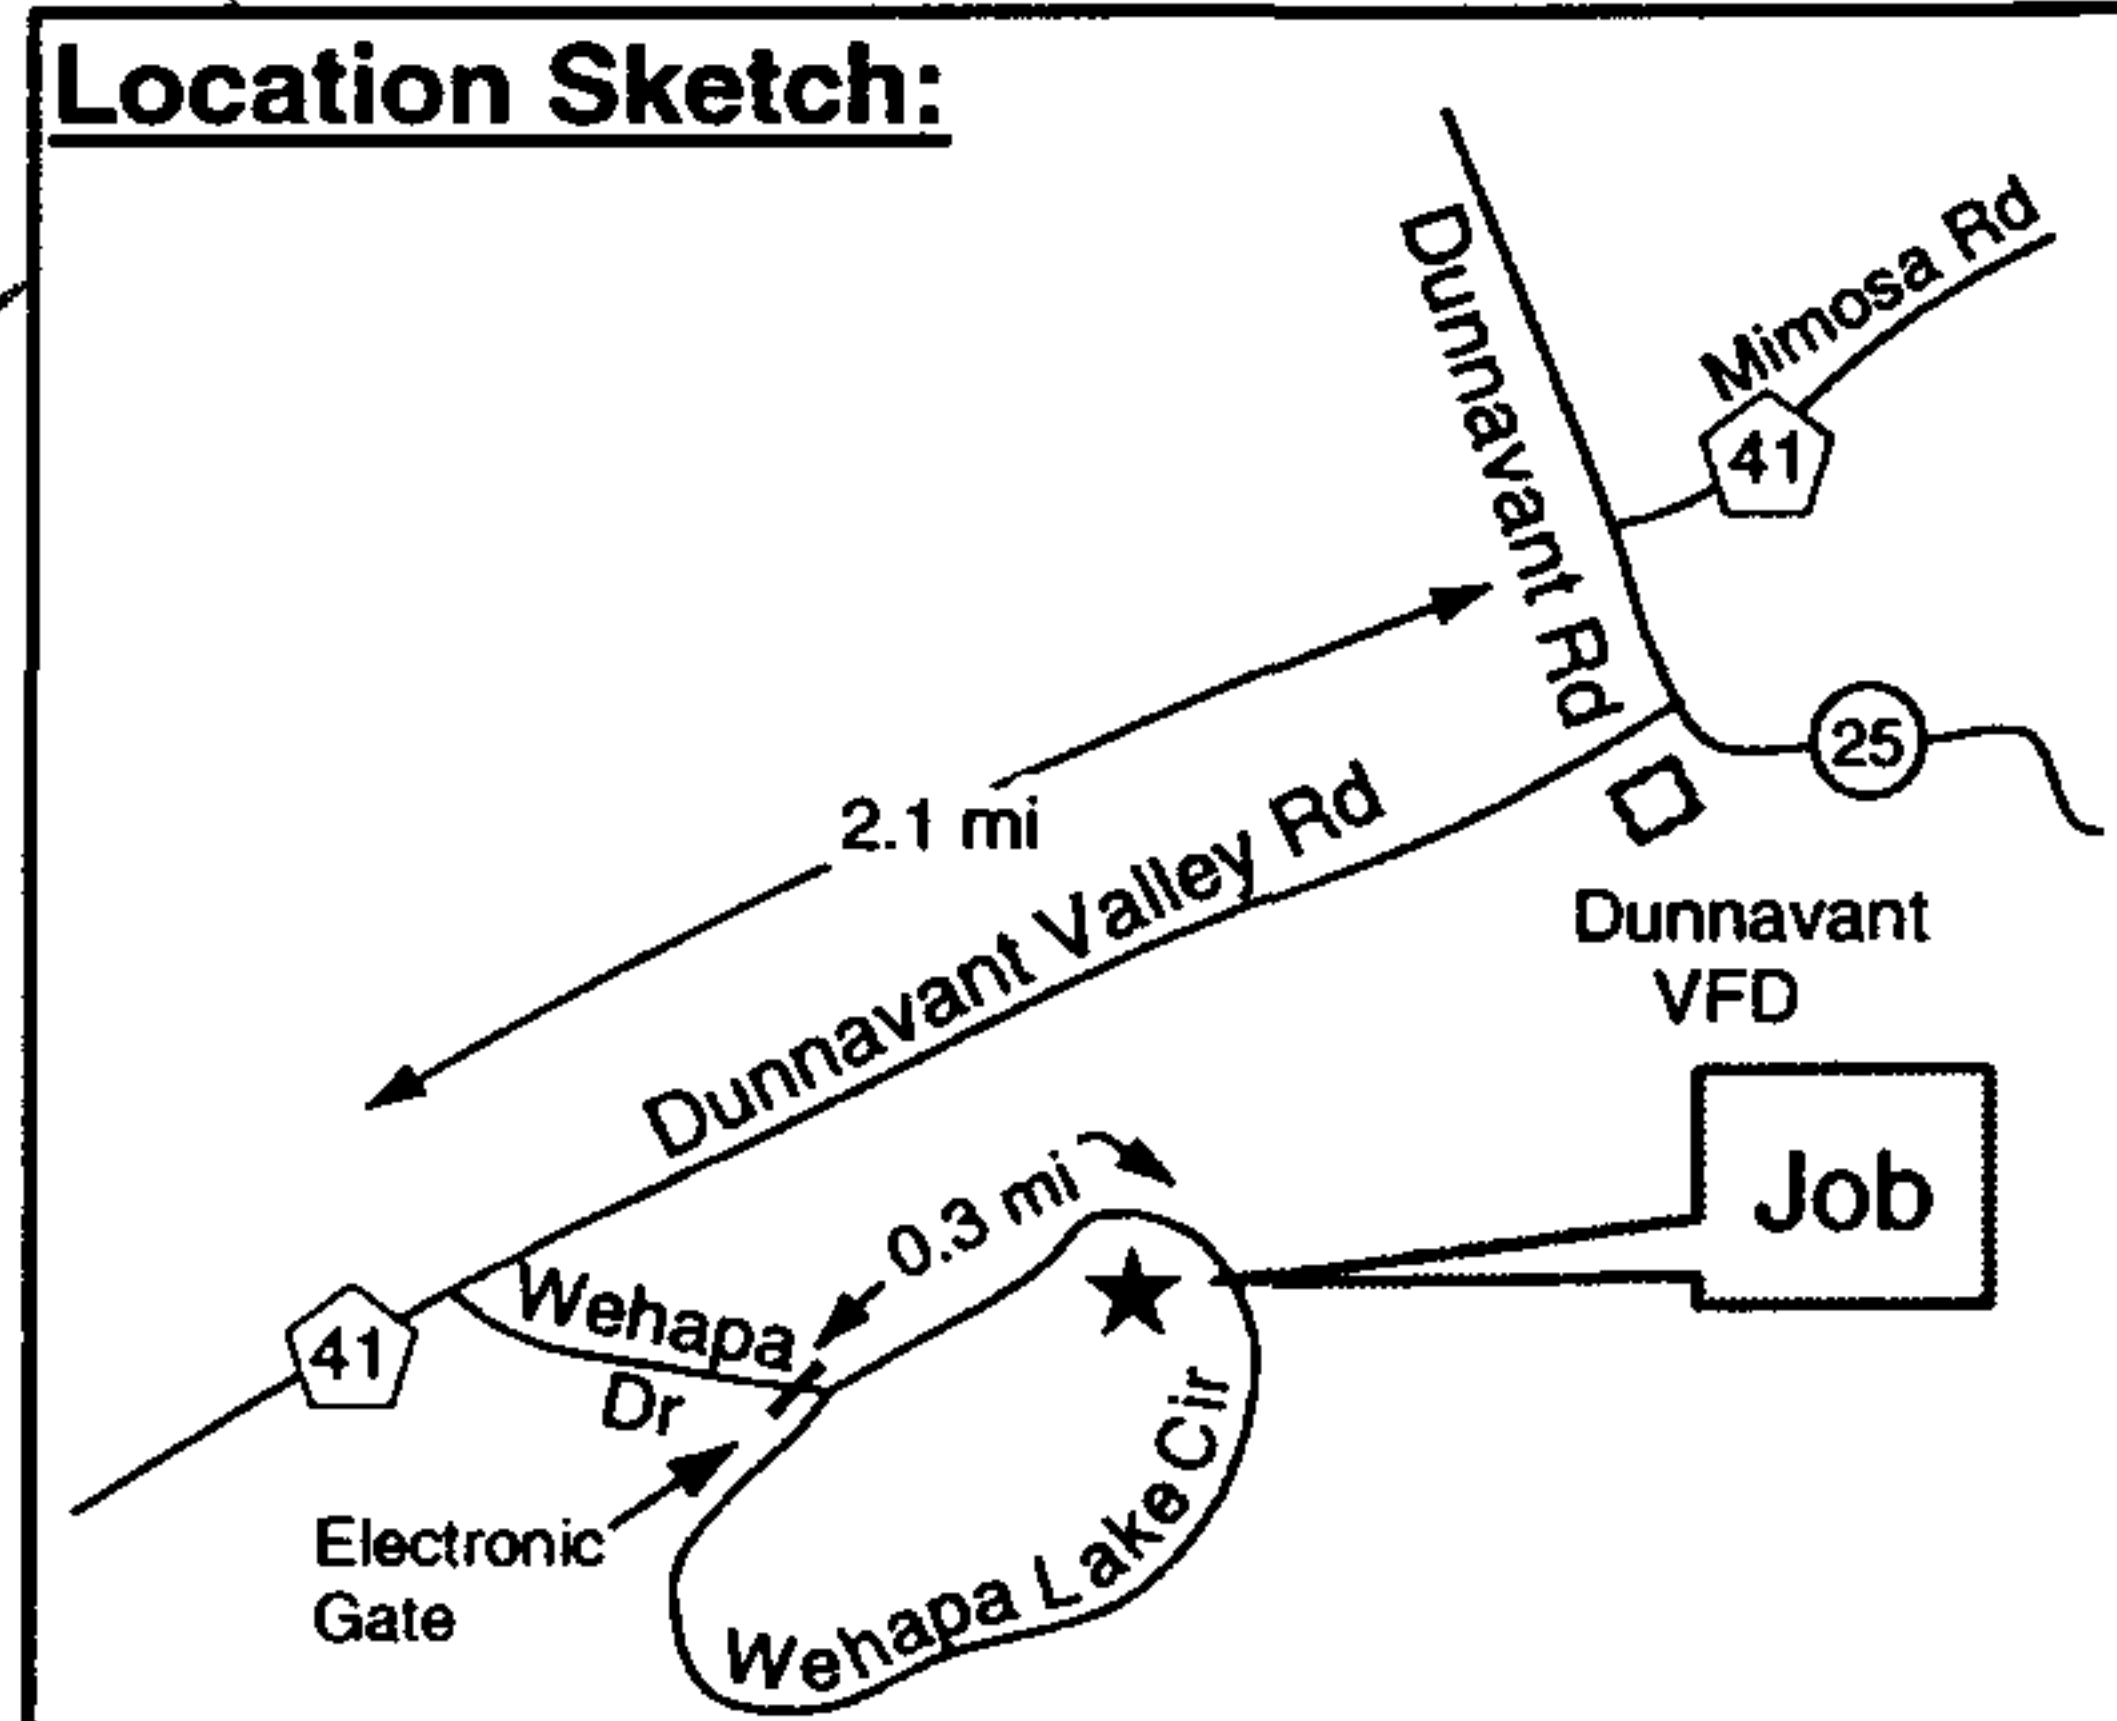 Location Sketch:
Dunnavant Rd
Mimosa Rd
41
25
2.1 mi
Dunnavant Valley Rd
Dunnavant
VFD
Job
0.3 mi
Wehapa
Dr
41
Electronic
Gate
Wehapa Lake Cir